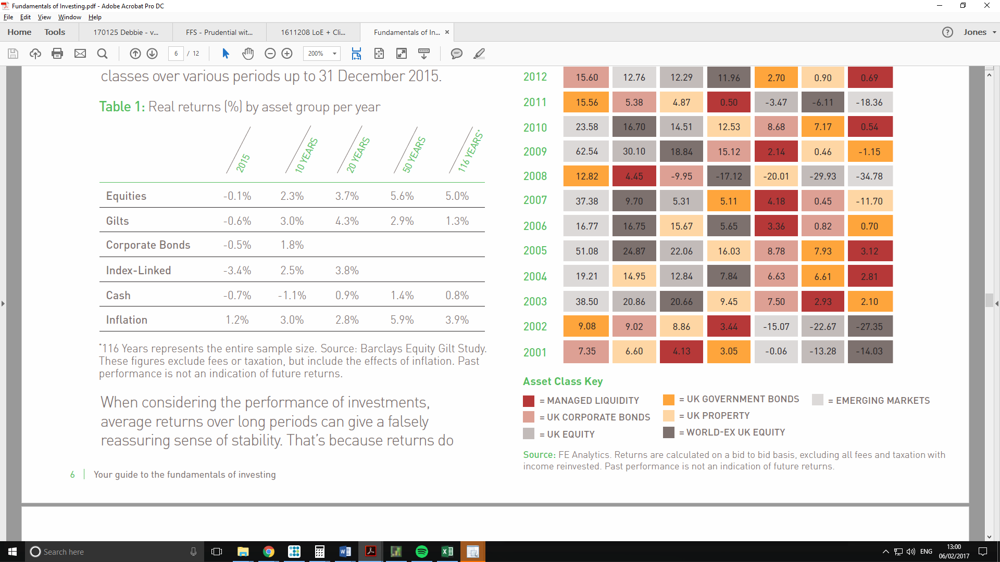 Fundamentals of Investing.pdf - Adobe Acrobat Pro DC
File Edit View Window Help
Home Tools 170125 Debbie - v... FFS - Prudential wit... 1611208 LoE + Cli... Fundamentals of In... × ? Jones
6 / 12 200%
classes over various periods up to 31 December 2015.
Table 1: Real returns (%) by asset group per year
2015 10 YEARS 20 YEARS 50 YEARS 116 YEARS*
Equities -0.1% 2.3% 3.7% 5.6% 5.0%
Gilts -0.6% 3.0% 4.3% 2.9% 1.3%
Corporate Bonds -0.5% 1.8%
Index-Linked -3.4% 2.5% 3.8%
Cash -0.7% -1.1% 0.9% 1.4% 0.8%
Inflation 1.2% 3.0% 2.8% 5.9% 3.9%
*116 Years represents the entire sample size. Source: Barclays Equity Gilt Study.
These figures exclude fees or taxation, but include the effects of inflation. Past
performance is not an indication of future returns.
When considering the performance of investments,
average returns over long periods can give a falsely
reassuring sense of stability. That's because returns do
6 | Your guide to the fundamentals of investing
2012 15.60 12.76 12.29 11.96 2.70 0.90 0.69
2011 15.56 5.38 4.87 0.50 -3.47 -6.11 -18.36
2010 23.58 16.70 14.51 12.53 8.68 7.17 0.54
2009 62.54 30.10 18.84 15.12 2.14 0.46 -1.15
2008 12.82 4.45 -9.95 -17.12 -20.01 -29.93 -34.78
2007 37.38 9.70 5.31 5.11 4.18 0.45 -11.70
2006 16.77 16.75 15.67 5.65 3.36 0.82 0.70
2005 51.08 24.87 22.06 16.03 8.78 7.93 3.12
2004 19.21 14.95 12.84 7.84 6.63 6.61 2.81
2003 38.50 20.86 20.66 9.45 7.50 2.93 2.10
2002 9.08 9.02 8.86 3.44 -15.07 -22.67 -27.35
2001 7.35 6.60 4.13 3.05 -0.06 -13.28 -14.03
Asset Class Key
= MANAGED LIQUIDITY = UK GOVERNMENT BONDS = EMERGING MARKETS
= UK CORPORATE BONDS = UK PROPERTY
= UK EQUITY = WORLD-EX UK EQUITY
Source: FE Analytics. Returns are calculated on a bid to bid basis, excluding all fees and taxation with
income reinvested. Past performance is not an indication of future returns.
Search here ENG 13:00
06/02/2017